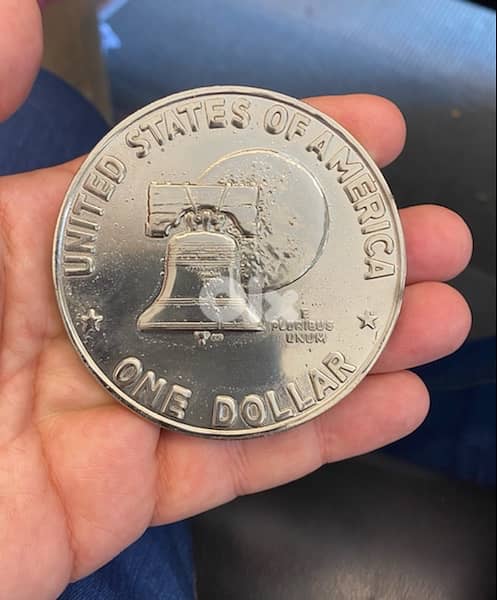 UNITED STATES OF AMERICA
E
PLURIBUS
UNUM
ONE DOLLAR